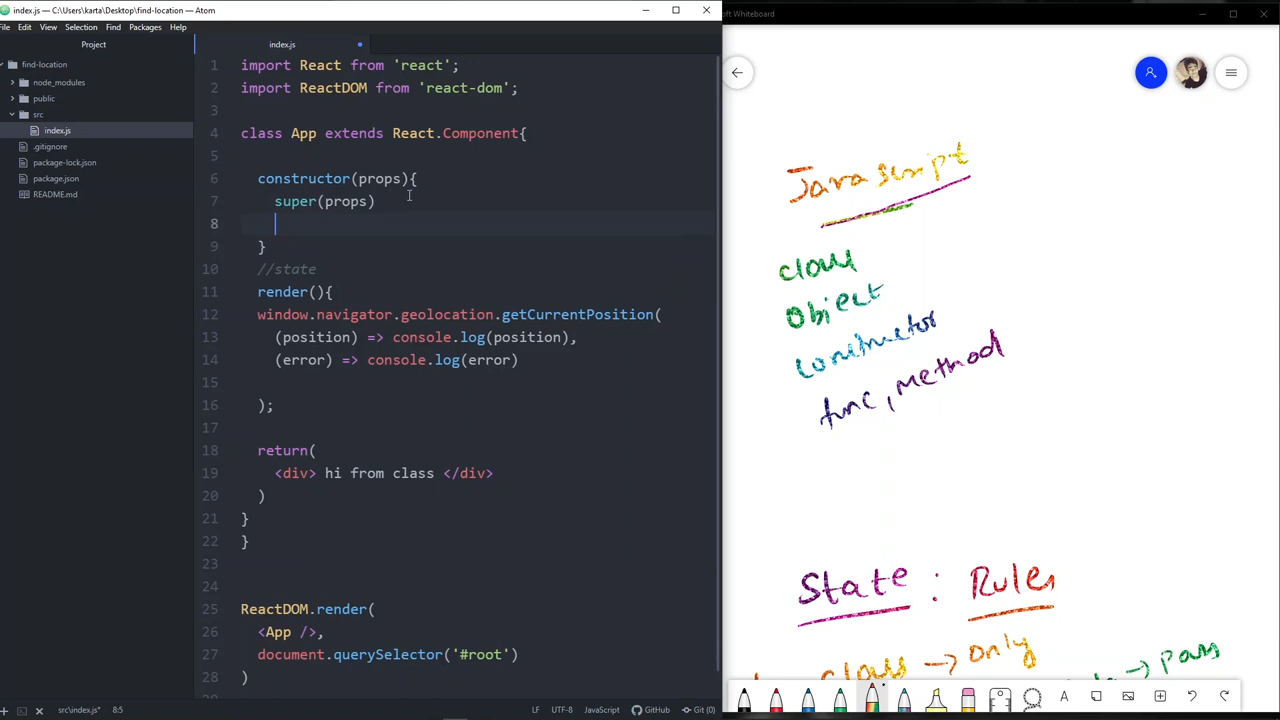 index.js — C:\Users\karta\Desktop\find-location — Atom
File Edit View Selection Find Packages Help
Project
find-location
node_modules
public
src
index.js
.gitignore
package-lock.json
package.json
README.md
index.js
1 import React from 'react';
2 import ReactDOM from 'react-dom';
3
4 class App extends React.Component{
5
6 constructor(props){
7 super(props)
8
9 }
10 //state
11 render(){
12 window.navigator.geolocation.getCurrentPosition(
13 (position) => console.log(position),
14 (error) => console.log(error)
15
16 );
17
18 return(
19 <div> hi from class </div>
20 )
21 }
22 }
23
24
25 ReactDOM.render(
26 <App />,
27 document.querySelector('#root')
28 )
src\index.js* 8:5 LF UTF-8 JavaScript GitHub Git (0)
Whiteboard
JavaScript
class
Object
constructor
func, method
State : Rules
class → only
→ pass
A